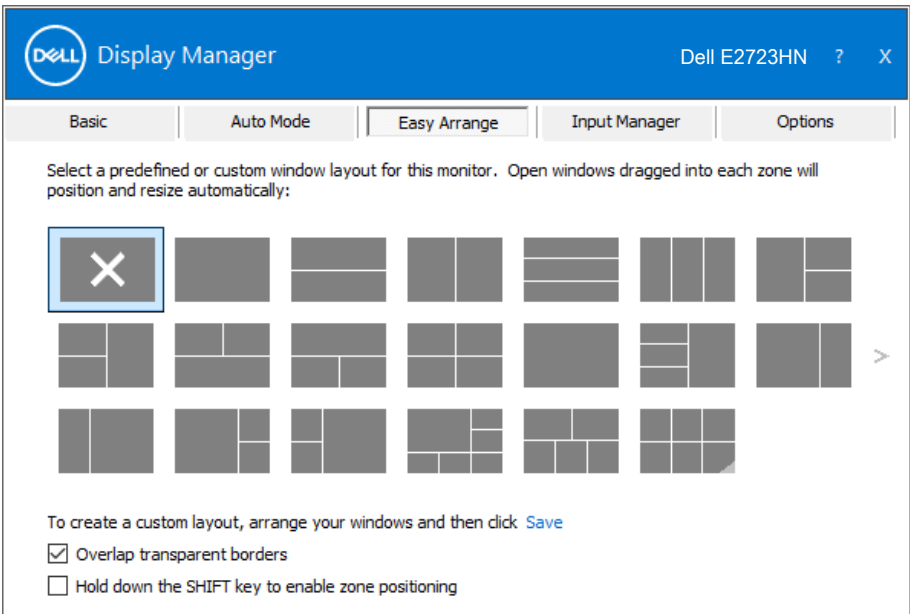 DELL Display Manager Dell E2723HN ? X
Basic Auto Mode Easy Arrange Input Manager Options
Select a predefined or custom window layout for this monitor. Open windows dragged into each zone will
position and resize automatically:
>
To create a custom layout, arrange your windows and then click Save
Overlap transparent borders
Hold down the SHIFT key to enable zone positioning